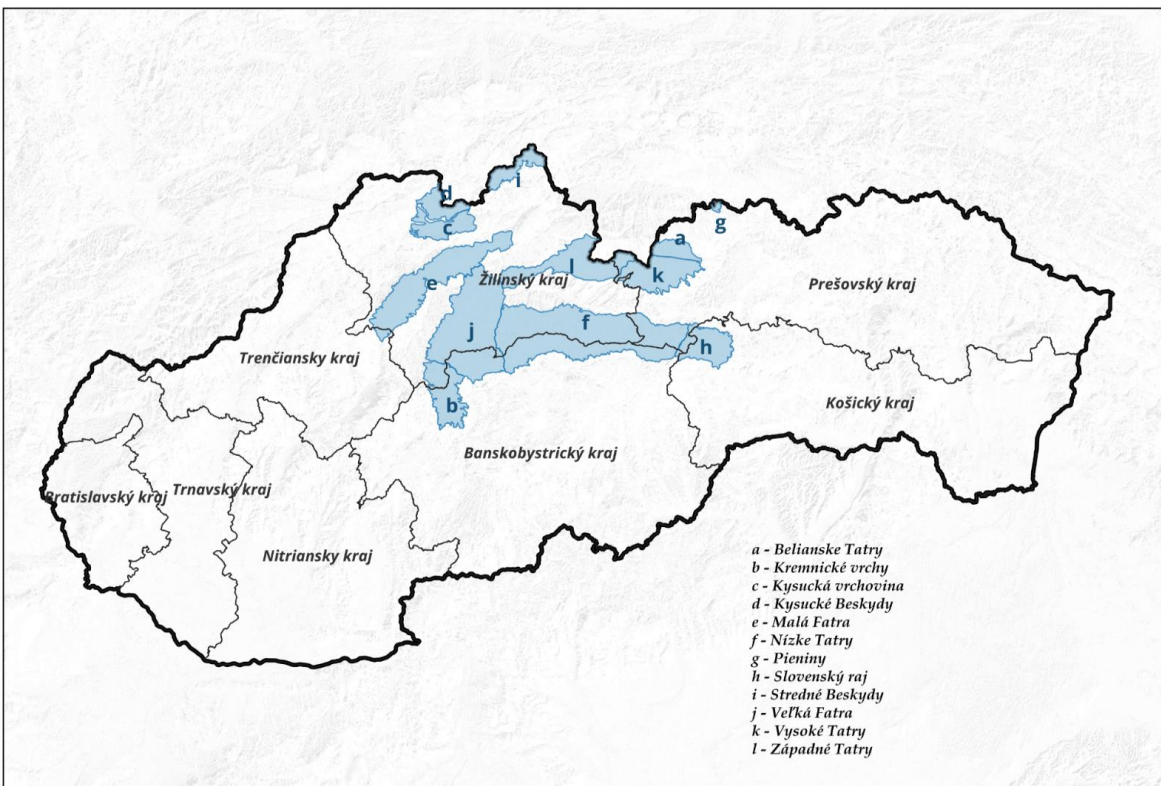 d
i
c
g
a
e
l
k
Žilinský kraj
Prešovský kraj
f
j
h
Trenčiansky kraj
b
Košický kraj
Banskobystrický kraj
Bratislavský kraj
Trnavský kraj
Nitriansky kraj
a - Belianske Tatry
b - Kremnické vrchy
c - Kysucká vrchovina
d - Kysucké Beskydy
e - Malá Fatra
f - Nízke Tatry
g - Pieniny
h - Slovenský raj
i - Stredné Beskydy
j - Veľká Fatra
k - Vysoké Tatry
l - Západné Tatry